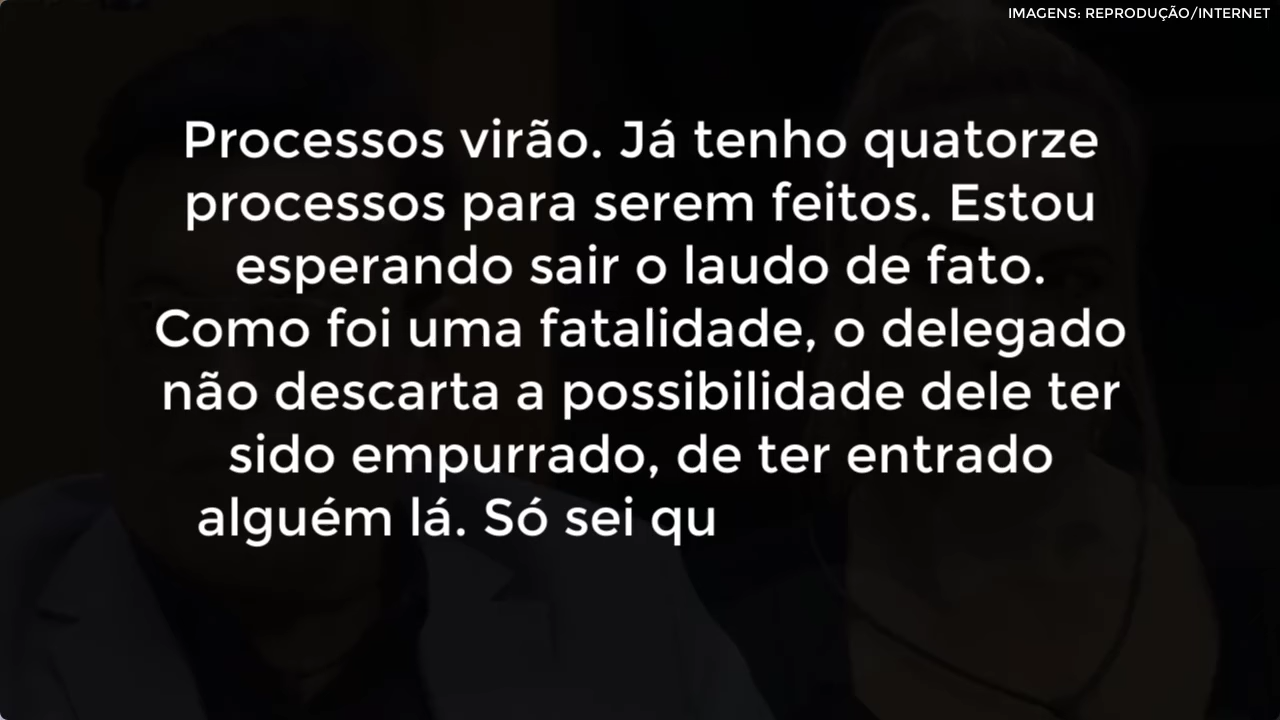 IMAGENS: REPRODUÇÃO/INTERNET
Processos virão. Já tenho quatorze
processos para serem feitos. Estou
esperando sair o laudo de fato.
Como foi uma fatalidade, o delegado
não descarta a possibilidade dele ter
sido empurrado, de ter entrado
alguém lá. Só sei qu